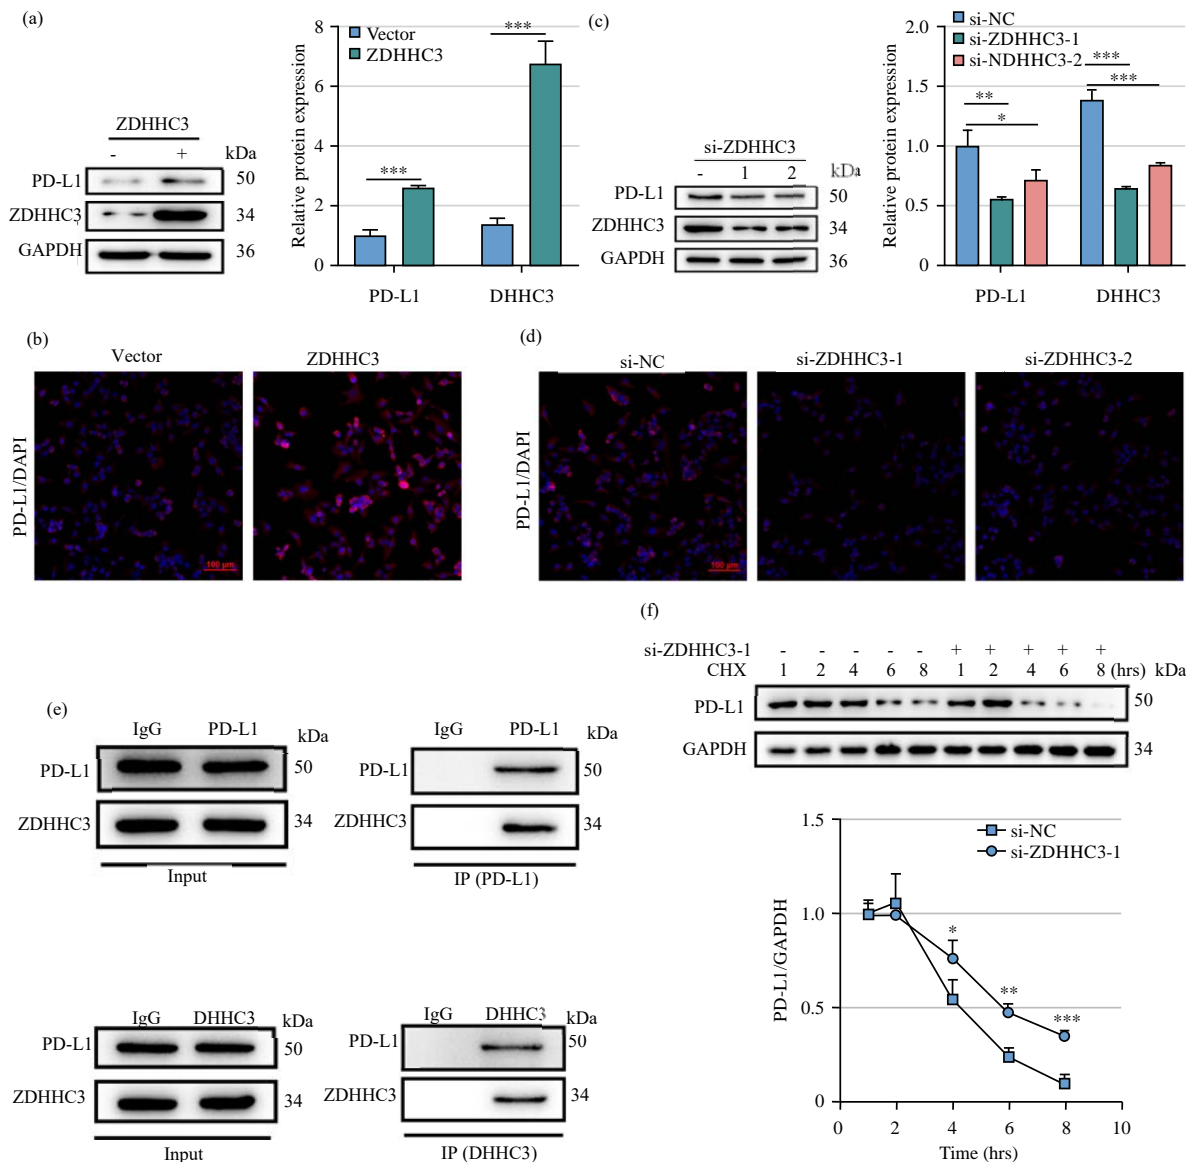 (a)
ZDHHC3
- + kDa
PD-L1 50
ZDHHC3 34
GAPDH 36
Relative protein expression
8
6
4
2
0
Vector
ZDHHC3
***
***
PD-L1 DHHC3
(c)
si-ZDHHC3
- 1 2 kDa
PD-L1 50
ZDHHC3 34
GAPDH 36
Relative protein expression
2.0
1.5
1.0
0.5
0
si-NC
si-ZDHHC3-1
si-NDHHC3-2
**
*
***
***
PD-L1 DHHC3
(b)
Vector ZDHHC3
PD-L1/DAPI
100 μm
(d)
si-NC si-ZDHHC3-1 si-ZDHHC3-2
PD-L1/DAPI
100 μm
(e)
IgG PD-L1 kDa
PD-L1 50
ZDHHC3 34
Input
IgG PD-L1 kDa
PD-L1 50
ZDHHC3 34
IP (PD-L1)
IgG DHHC3 kDa
PD-L1 50
ZDHHC3 34
Input
IgG DHHC3 kDa
PD-L1 50
ZDHHC3 34
IP (DHHC3)
(f)
si-ZDHHC3-1 - - - - - + + + + +
CHX 1 2 4 6 8 1 2 4 6 8 (hrs) kDa
PD-L1 50
GAPDH 34
PD-L1/GAPDH
1.5
1.0
0.5
0
si-NC
si-ZDHHC3-1
*
**
***
0 2 4 6 8 10
Time (hrs)